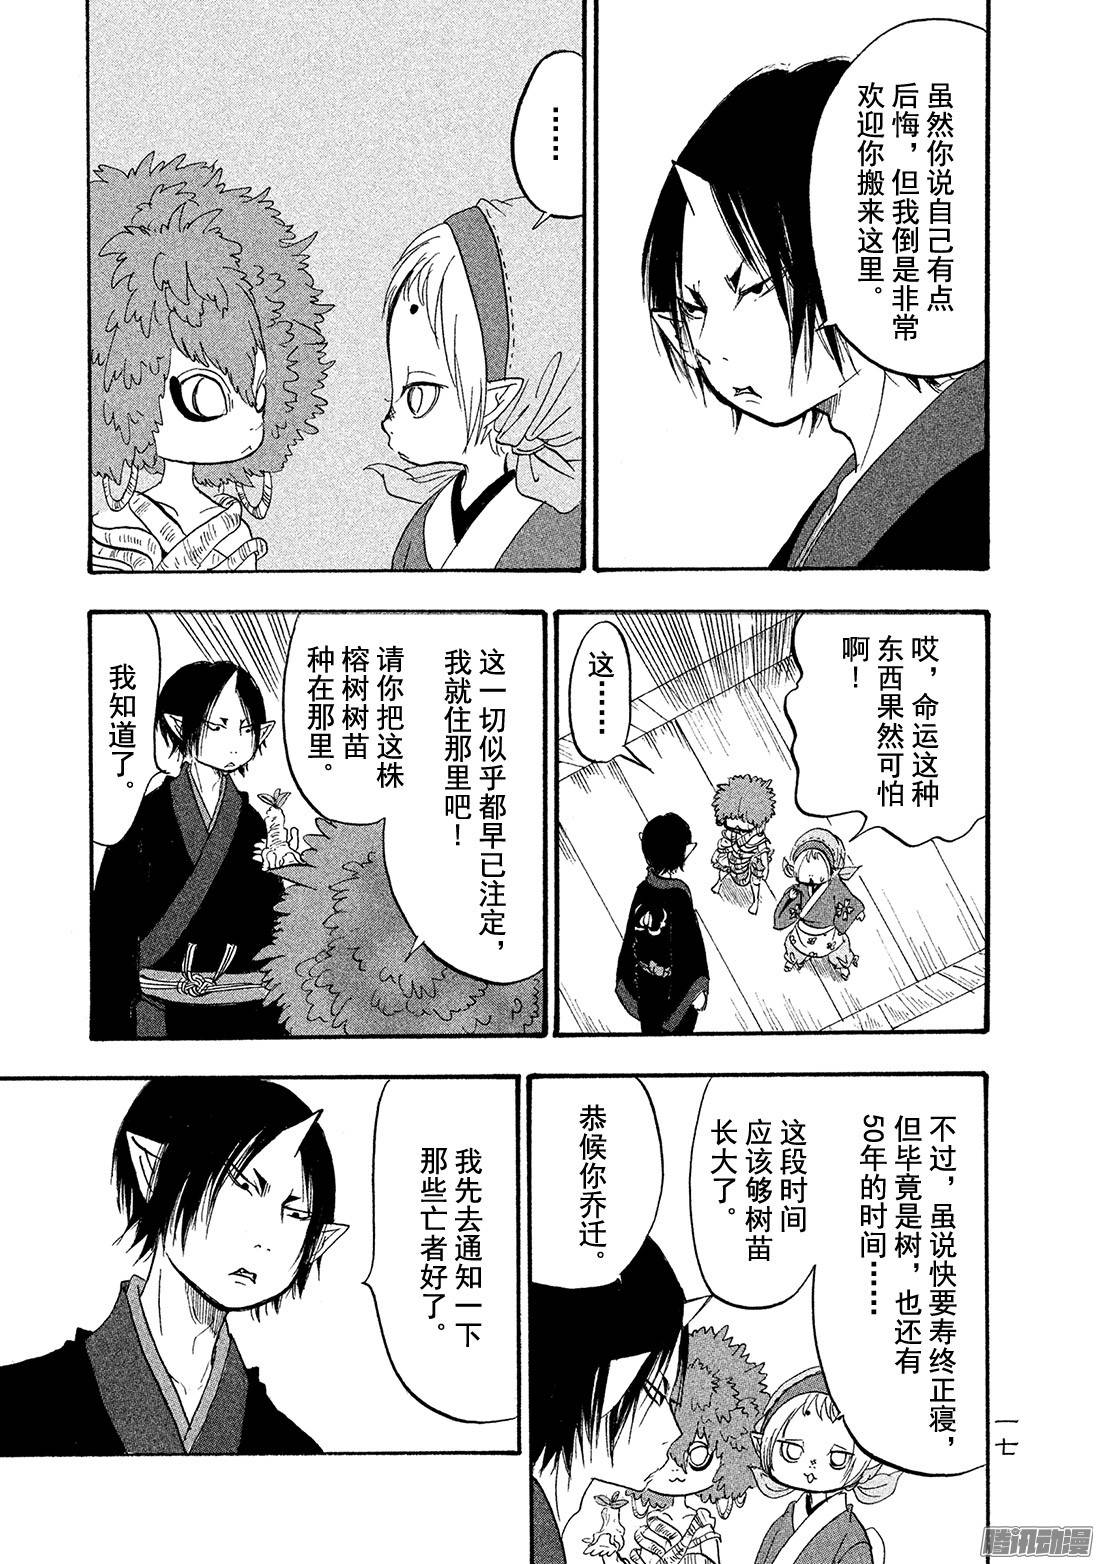 虽然你说自己有点
后悔，但我倒是非常
欢迎你搬来这里。
……
哎，命运这种
东西果然可怕
啊！
这……
这一切似乎都早已注定，
我就住那里吧！
请你把这株
榕树树苗
种在那里。
我知道了。
不过，虽说快要寿终正寝，
但毕竟是树，也还有
50年的时间……
这段时间
应该够树苗
长大了。
恭候你乔迁。
我先去通知一下
那些亡者好了。
一七
腾讯动漫